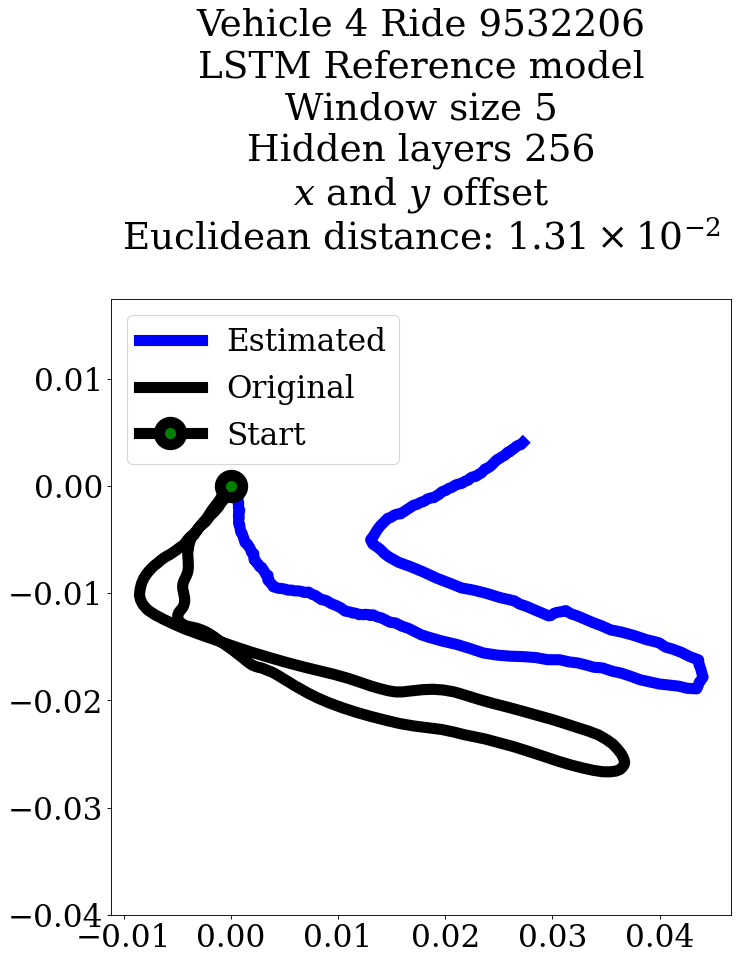 Vehicle 4 Ride 9532206
LSTM Reference model
Window size 5
Hidden layers 256
x and y offset
Euclidean distance: 1.31 × 10⁻²
Estimated
Original
Start
0.01
0.00
−0.01
−0.02
−0.03
−0.04
−0.01 0.00 0.01 0.02 0.03 0.04